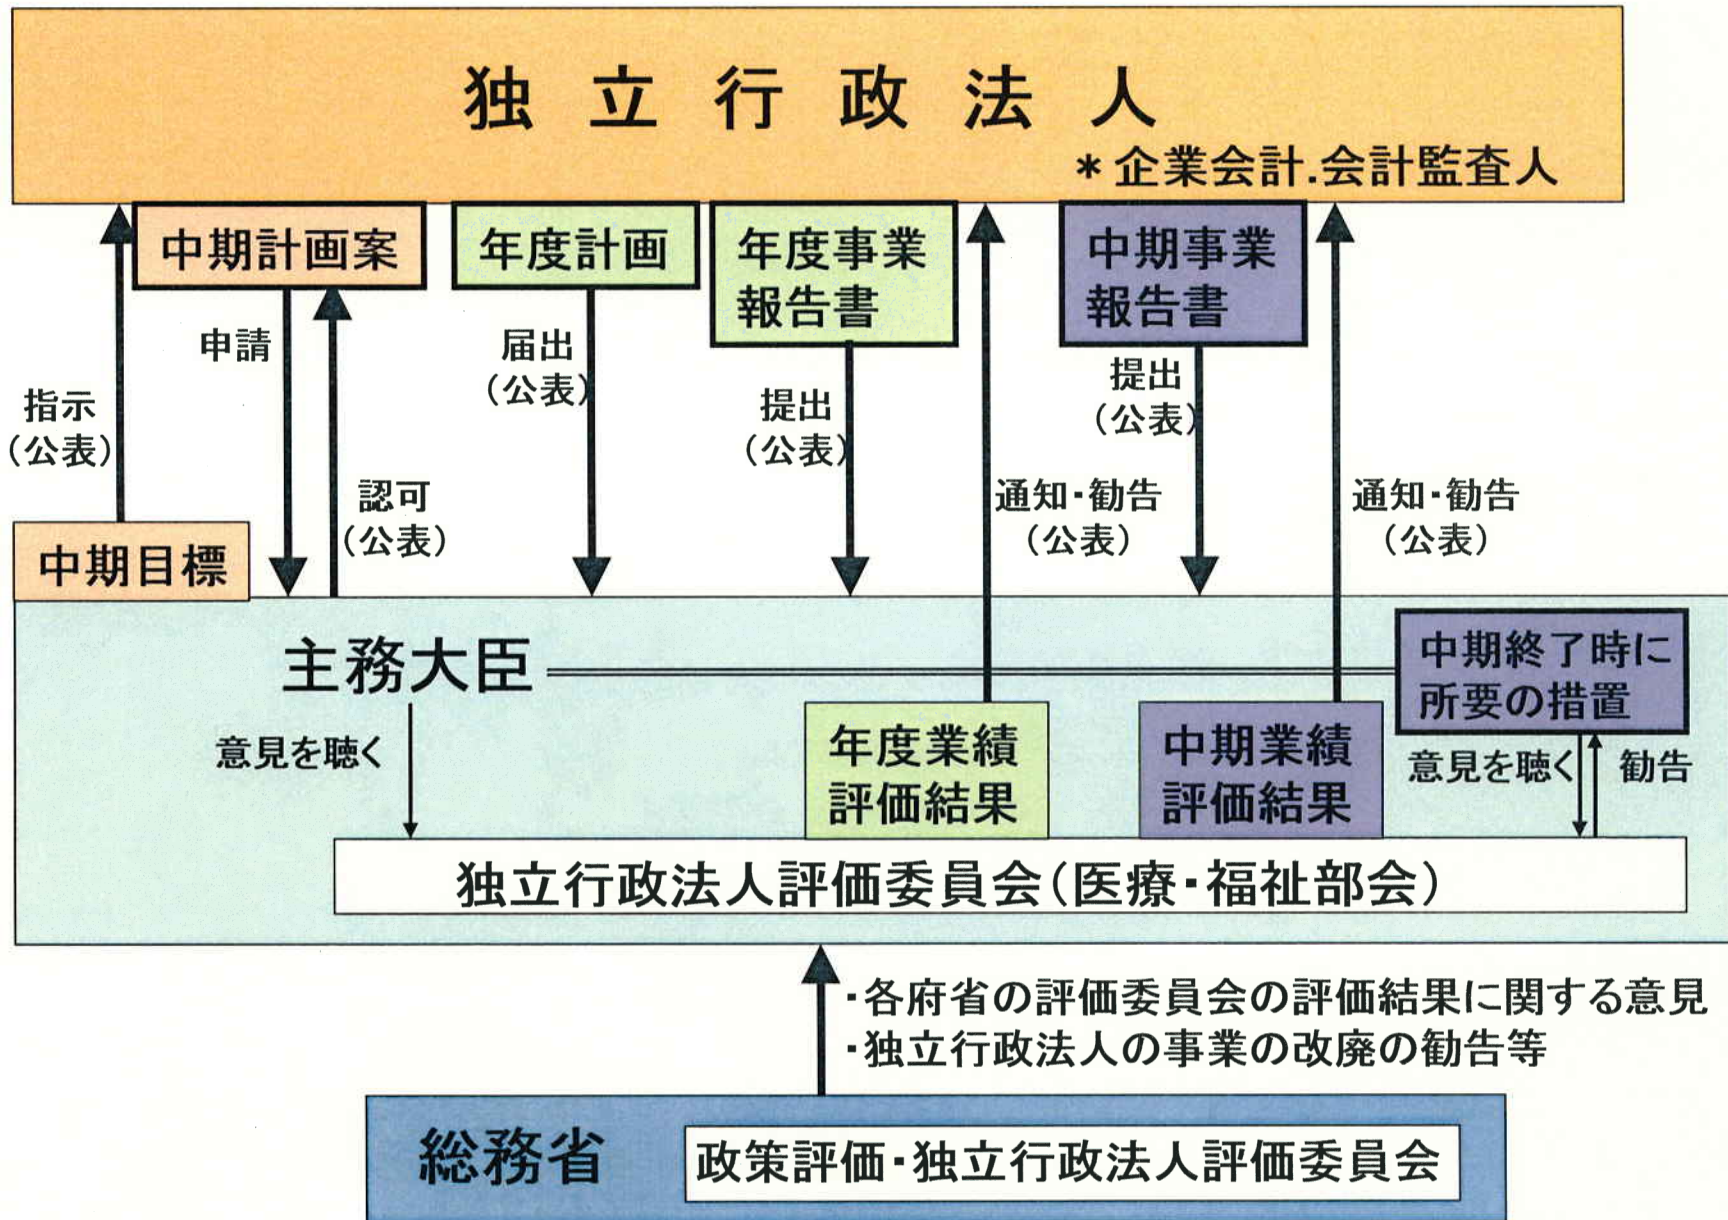 独立行政法人
*企業会計.会計監査人
中期計画案
年度計画
年度事業
報告書
中期事業
報告書
指示
(公表)
申請
認可
(公表)
届出
(公表)
提出
(公表)
通知・勧告
(公表)
提出
(公表)
通知・勧告
(公表)
中期目標
主務大臣
中期終了時に
所要の措置
意見を聴く
年度業績
評価結果
中期業績
評価結果
意見を聴く
勧告
独立行政法人評価委員会(医療・福祉部会)
・各府省の評価委員会の評価結果に関する意見
・独立行政法人の事業の改廃の勧告等
総務省
政策評価・独立行政法人評価委員会